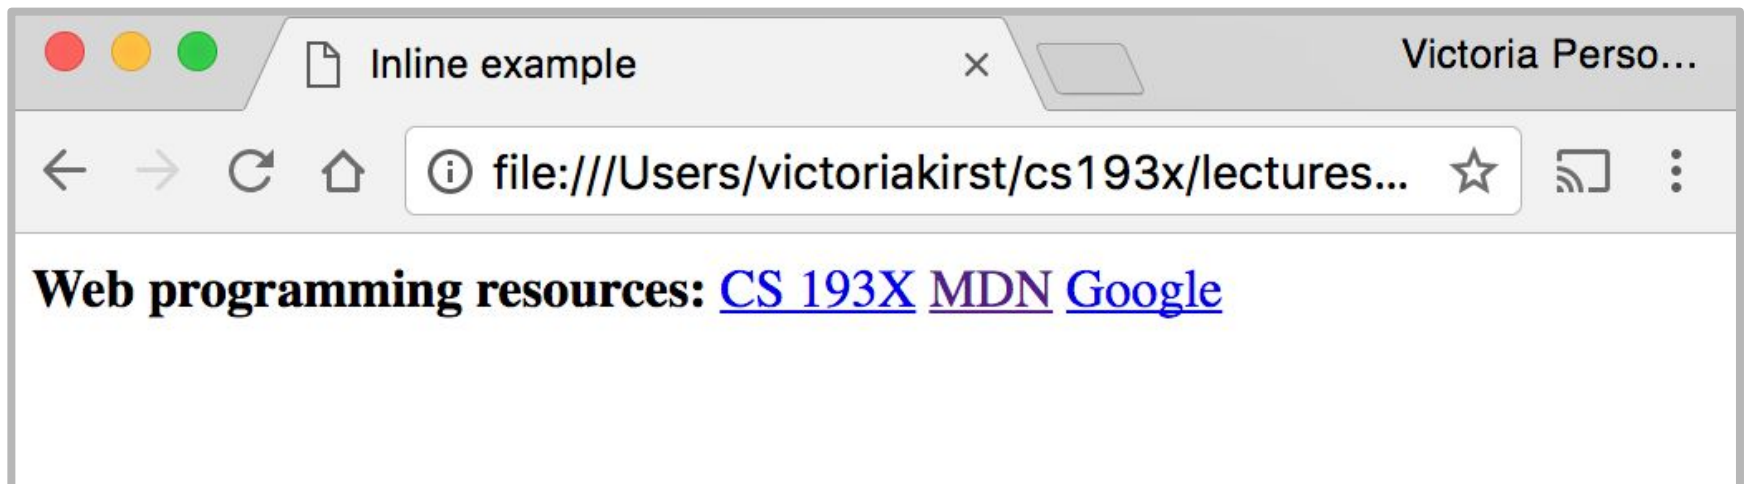 Inline example
Victoria Perso...
file:///Users/victoriakirst/cs193x/lectures...
Web programming resources: CS 193X MDN Google